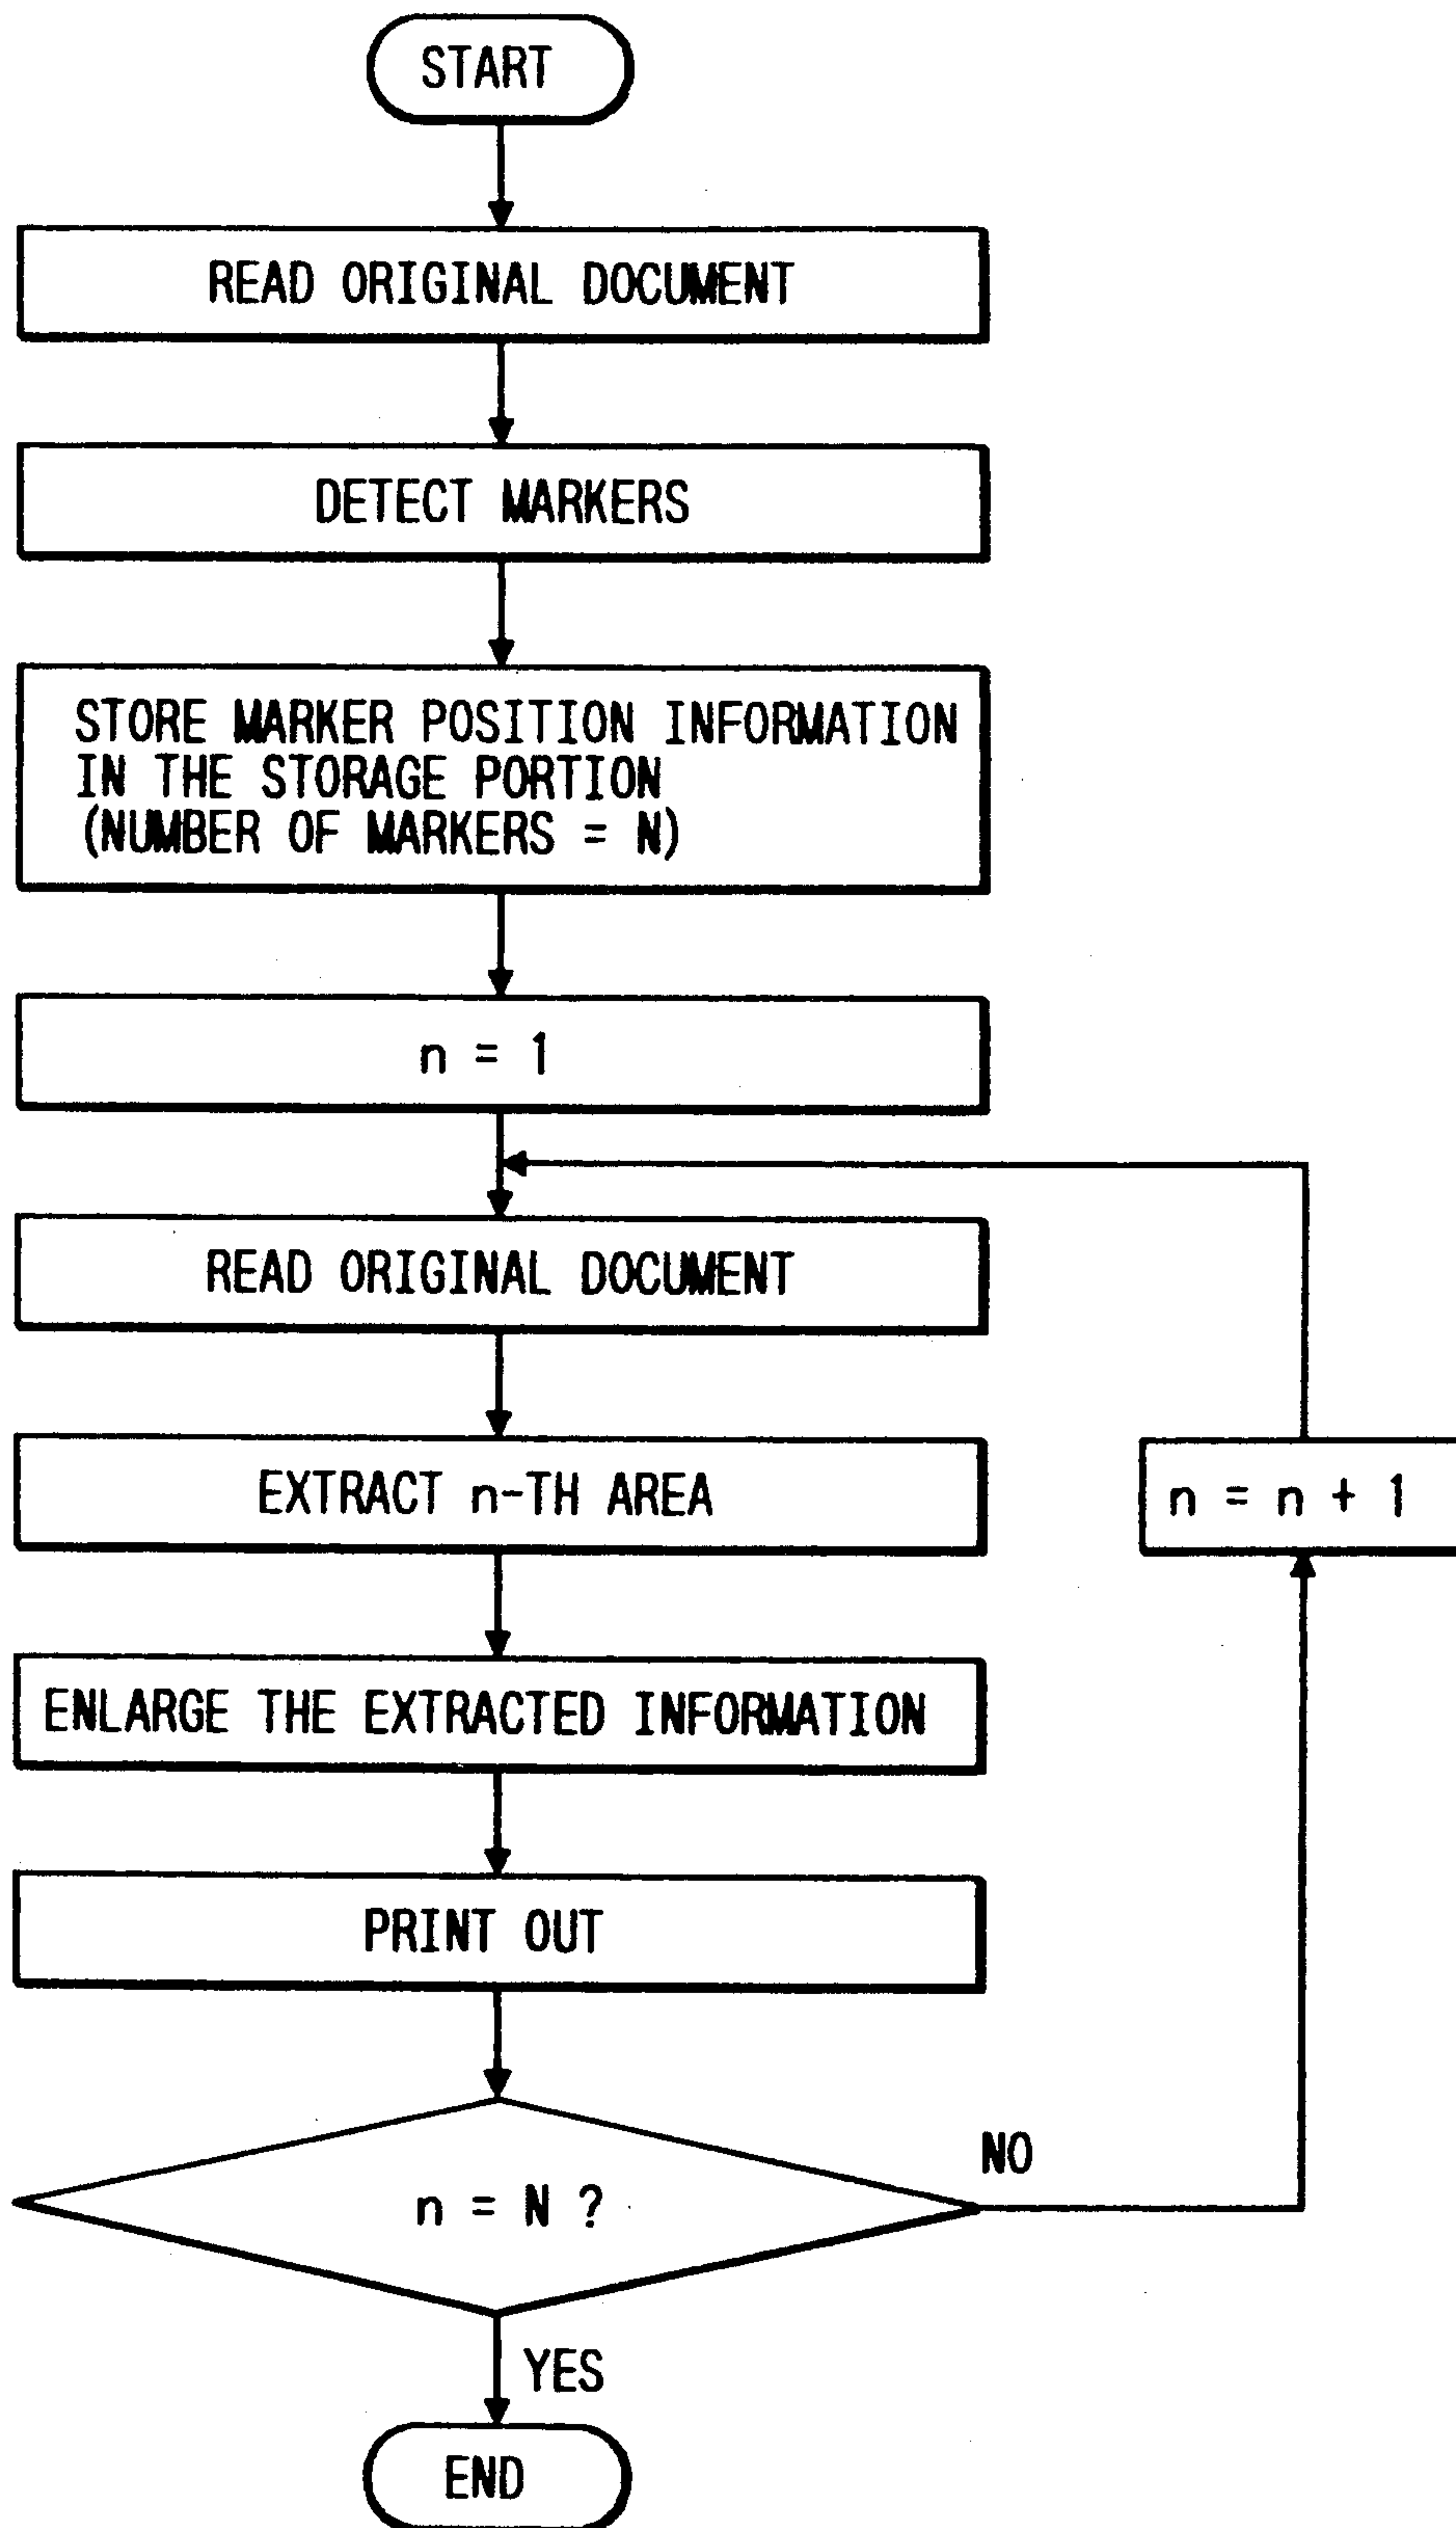 START
READ ORIGINAL DOCUMENT
DETECT MARKERS
STORE MARKER POSITION INFORMATION
IN THE STORAGE PORTION
(NUMBER OF MARKERS = N)
n = 1
READ ORIGINAL DOCUMENT
EXTRACT n-TH AREA
n = n + 1
ENLARGE THE EXTRACTED INFORMATION
PRINT OUT
NO
n = N ?
YES
END